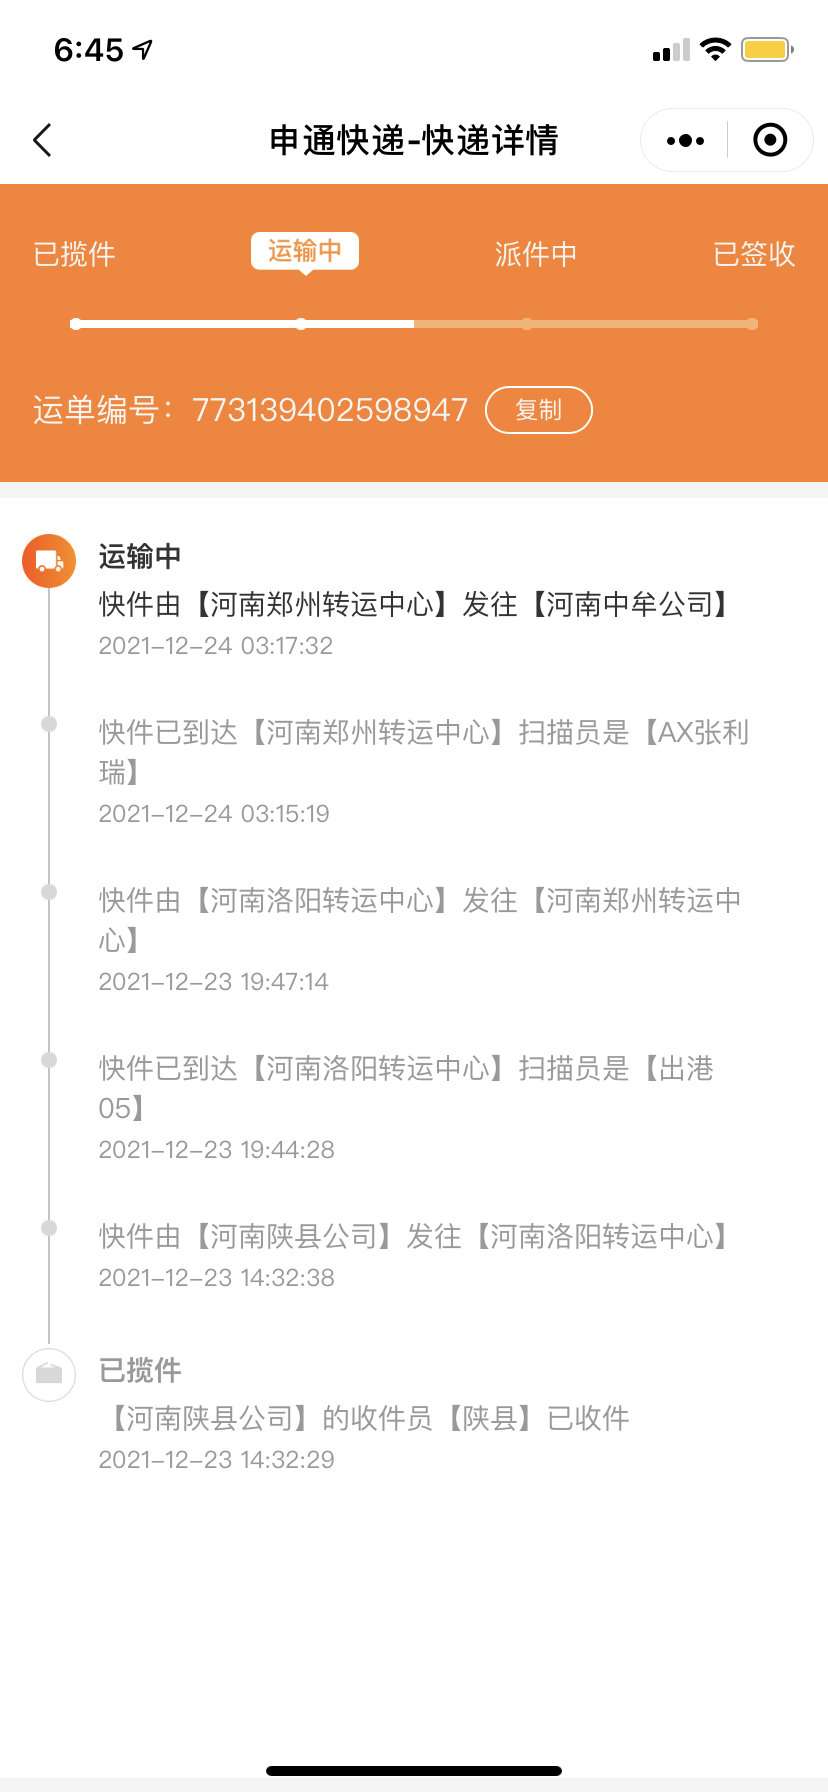 6:45
申通快递-快递详情
已揽件 运输中 派件中 已签收
运单编号：773139402598947 复制
运输中
快件由【河南郑州转运中心】发往【河南中牟公司】
2021-12-24 03:17:32
快件已到达【河南郑州转运中心】扫描员是【AX张利
瑞】
2021-12-24 03:15:19
快件由【河南洛阳转运中心】发往【河南郑州转运中
心】
2021-12-23 19:47:14
快件已到达【河南洛阳转运中心】扫描员是【出港
05】
2021-12-23 19:44:28
快件由【河南陕县公司】发往【河南洛阳转运中心】
2021-12-23 14:32:38
已揽件
【河南陕县公司】的收件员【陕县】已收件
2021-12-23 14:32:29